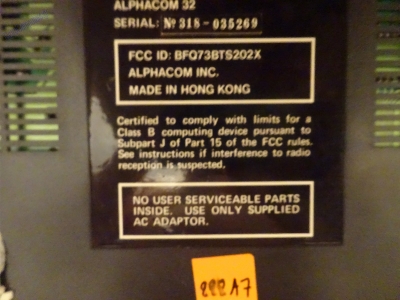 ALPHACOM 32
SERIAL: Nº 318-035269
FCC ID: BFQ73BTS202X
ALPHACOM INC.
MADE IN HONG KONG
Certified to comply with limits for a
Class B computing device pursuant to
Subpart J of Part 15 of the FCC rules.
See instructions if interference to radio
reception is suspected.
NO USER SERVICEABLE PARTS
INSIDE. USE ONLY SUPPLIED
AC ADAPTOR.
222A7